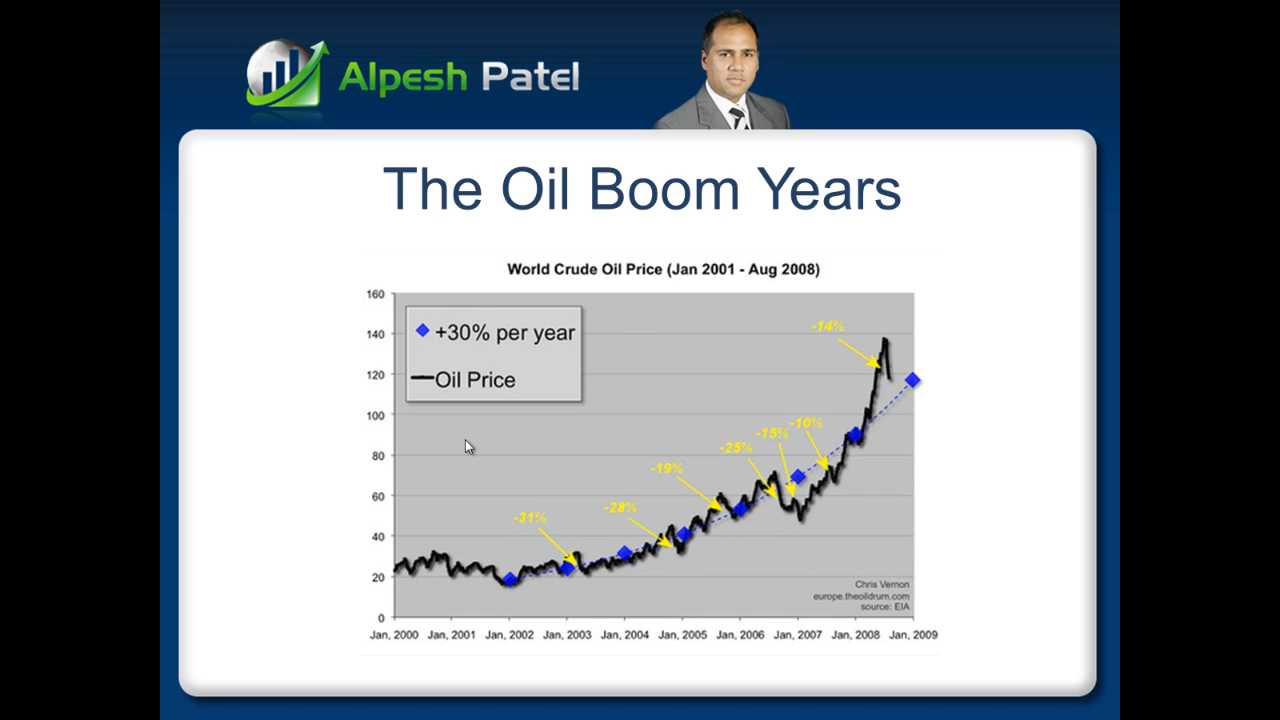 Alpesh Patel
The Oil Boom Years
World Crude Oil Price (Jan 2001 - Aug 2008)
160
140
120
100
80
60
40
20
0
+30% per year
Oil Price
-31%
-28%
-19%
-25%
-15%
-10%
-14%
Chris Vernon
europe.theoildrum.com
source: EIA
Jan, 2000 Jan, 2001 Jan, 2002 Jan, 2003 Jan, 2004 Jan, 2005 Jan, 2006 Jan, 2007 Jan, 2008 Jan, 2009